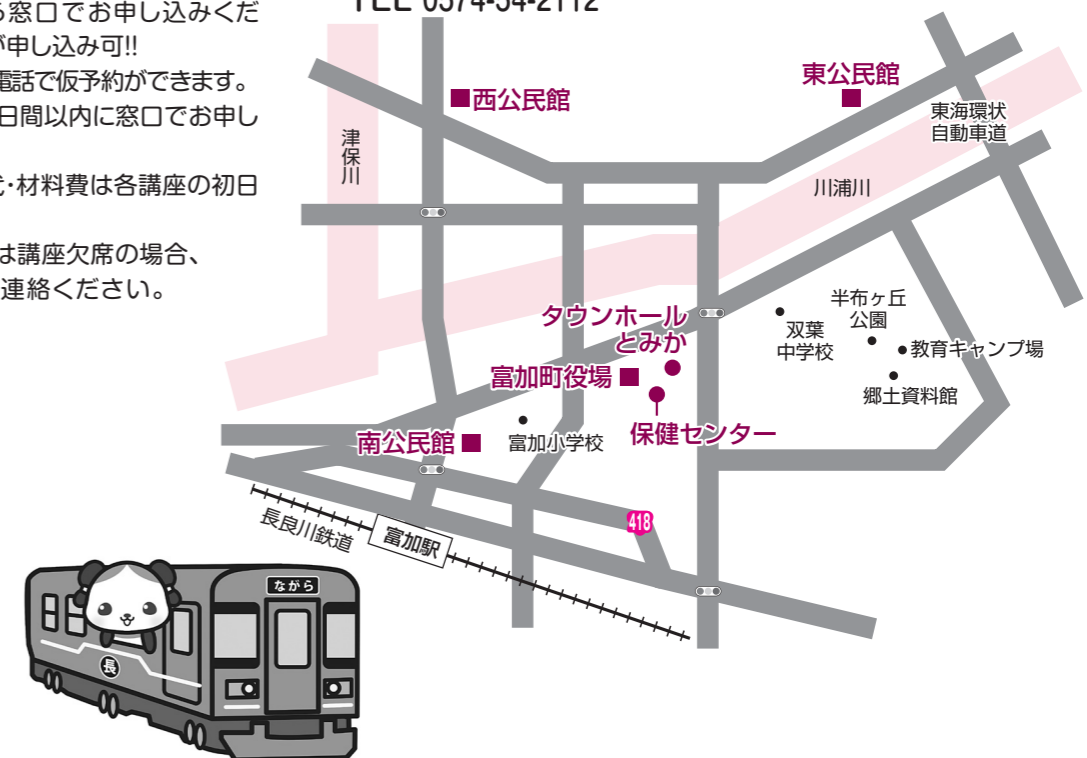 窓口でお申し込みくだ
TEL 0574-54-2112
申し込み可!!
電話で仮予約ができます。
日間以内に窓口でお申し
・材料費は各講座の初日
は講座欠席の場合、
連絡ください。
西公民館
東公民館
東海環状
自動車道
津保川
川浦川
タウンホール
とみか
半布ヶ丘
公園
双葉
中学校
教育キャンプ場
富加町役場
郷土資料館
南公民館
富加小学校
保健センター
418
長良川鉄道
富加駅
ながら
長